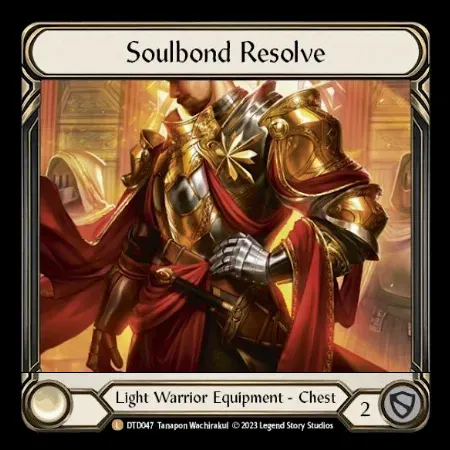 Soulbond Resolve
Light Warrior Equipment - Chest
2
L DTD047 Tanapon Wachirakul © 2023 Legend Story Studios